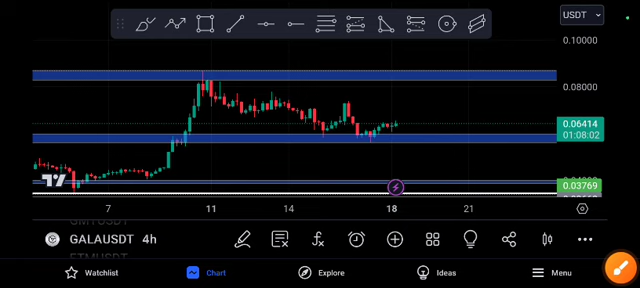 USDT
0.10000
0.08000
0.06414
01:08:02
0.03769
7
11
14
18
21
GALAUSDT 4h
Watchlist
Chart
Explore
Ideas
Menu